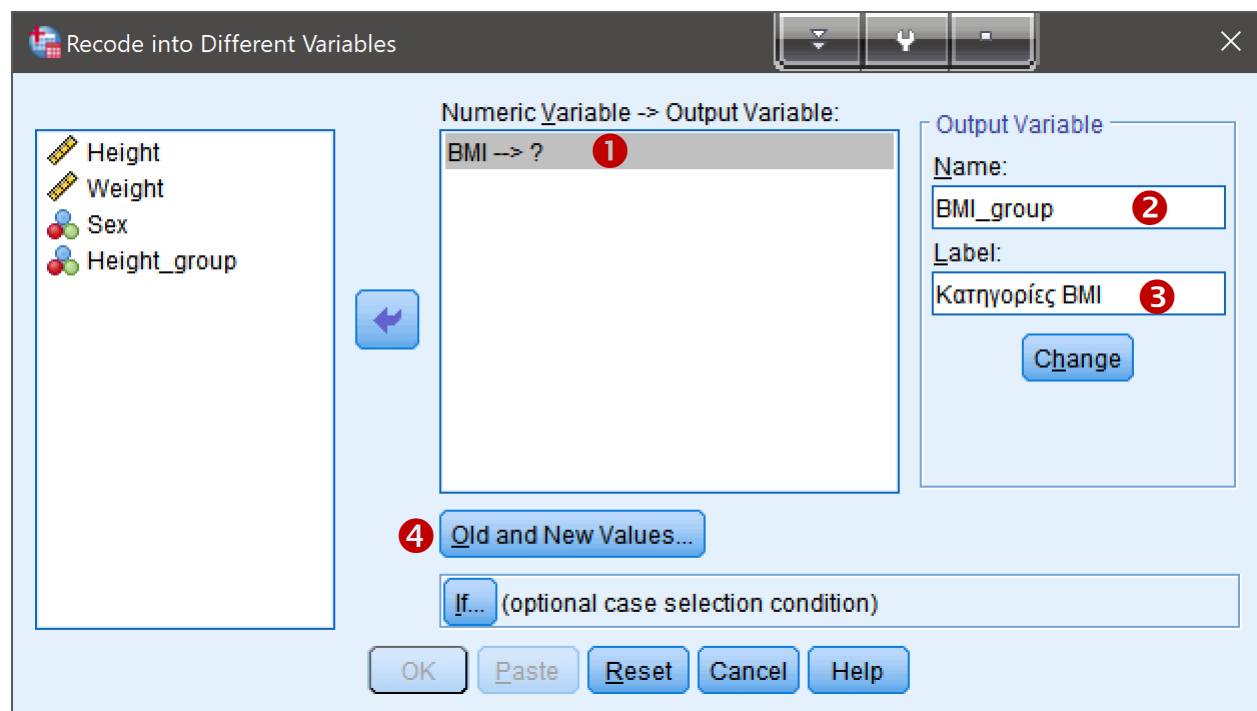 Recode into Different Variables
Height
Weight
Sex
Height_group
Numeric Variable -> Output Variable:
BMI --> ? 1
Output Variable
Name:
BMI_group 2
Label:
Κατηγορίες BMI 3
Change
4 Old and New Values...
If... (optional case selection condition)
OK Paste Reset Cancel Help